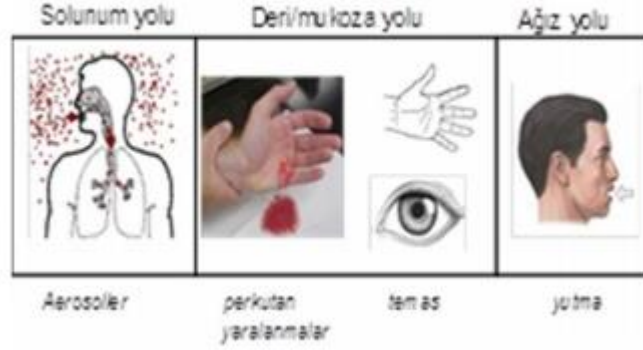 Solunum yolu
Deri/mukoza yolu
Ağız yolu
Aerosoller
perkutan
yaralanmalar
temas
yutma